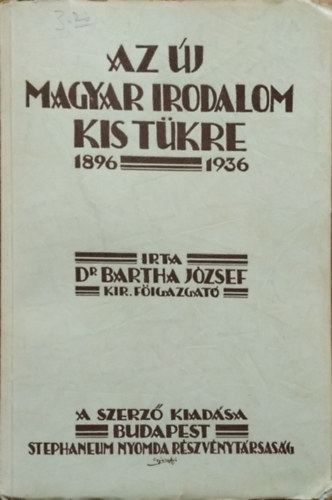 AZ ÚJ
MAGYAR IRODALOM
KIS TÜKRE
1896 1936
IRTA
DR BARTHA JÓZSEF
KIR. FŐIGAZGATÓ
A SZERZŐ KIADÁSA
BUDAPEST
STEPHANEUM NYOMDA RÉSZVÉNYTÁRSASÁG